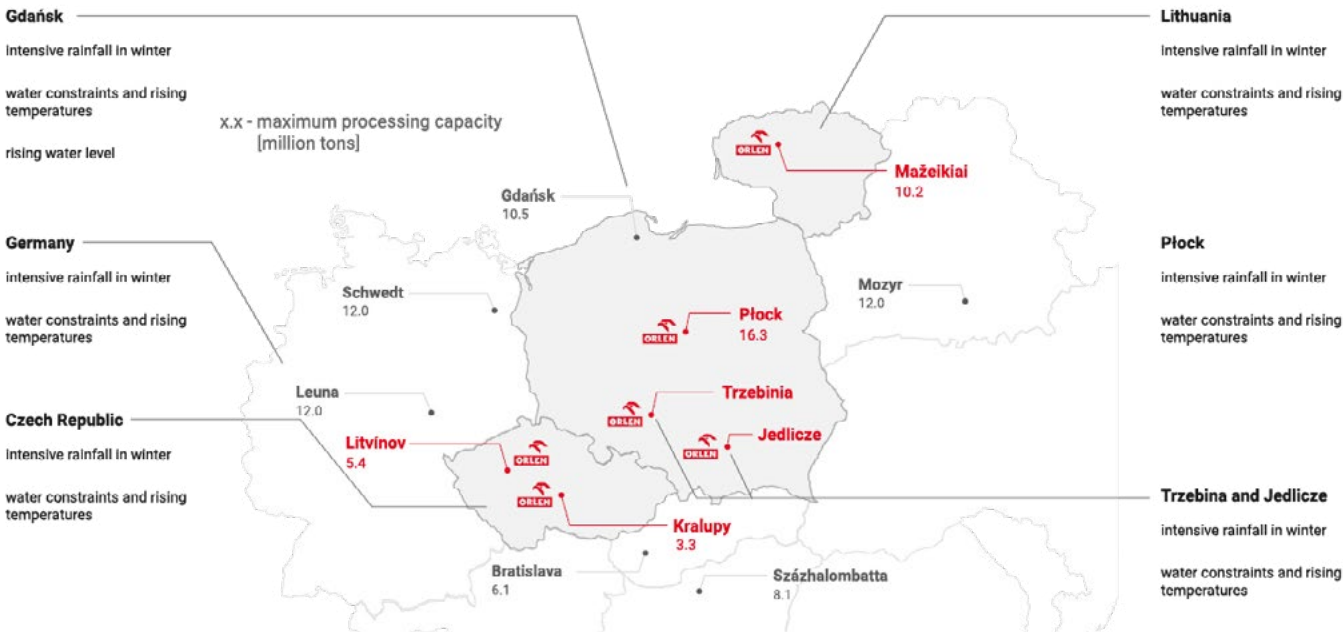 Gdańsk
intensive rainfall in winter
water constraints and rising
temperatures
rising water level
Germany
intensive rainfall in winter
water constraints and rising
temperatures
Czech Republic
intensive rainfall in winter
water constraints and rising
temperatures
x.x - maximum processing capacity
[million tons]
Gdańsk
10.5
ORLEN
Mažeikiai
10.2
Schwedt
12.0
Mozyr
12.0
ORLEN
Płock
16.3
Leuna
12.0
ORLEN
Trzebinia
ORLEN
Jedlicze
Litvínov
5.4
ORLEN
ORLEN
Kralupy
3.3
Bratislava
6.1
Százhalombatta
8.1
Lithuania
intensive rainfall in winter
water constraints and rising
temperatures
Płock
intensive rainfall in winter
water constraints and rising
temperatures
Trzebina and Jedlicze
intensive rainfall in winter
water constraints and rising
temperatures